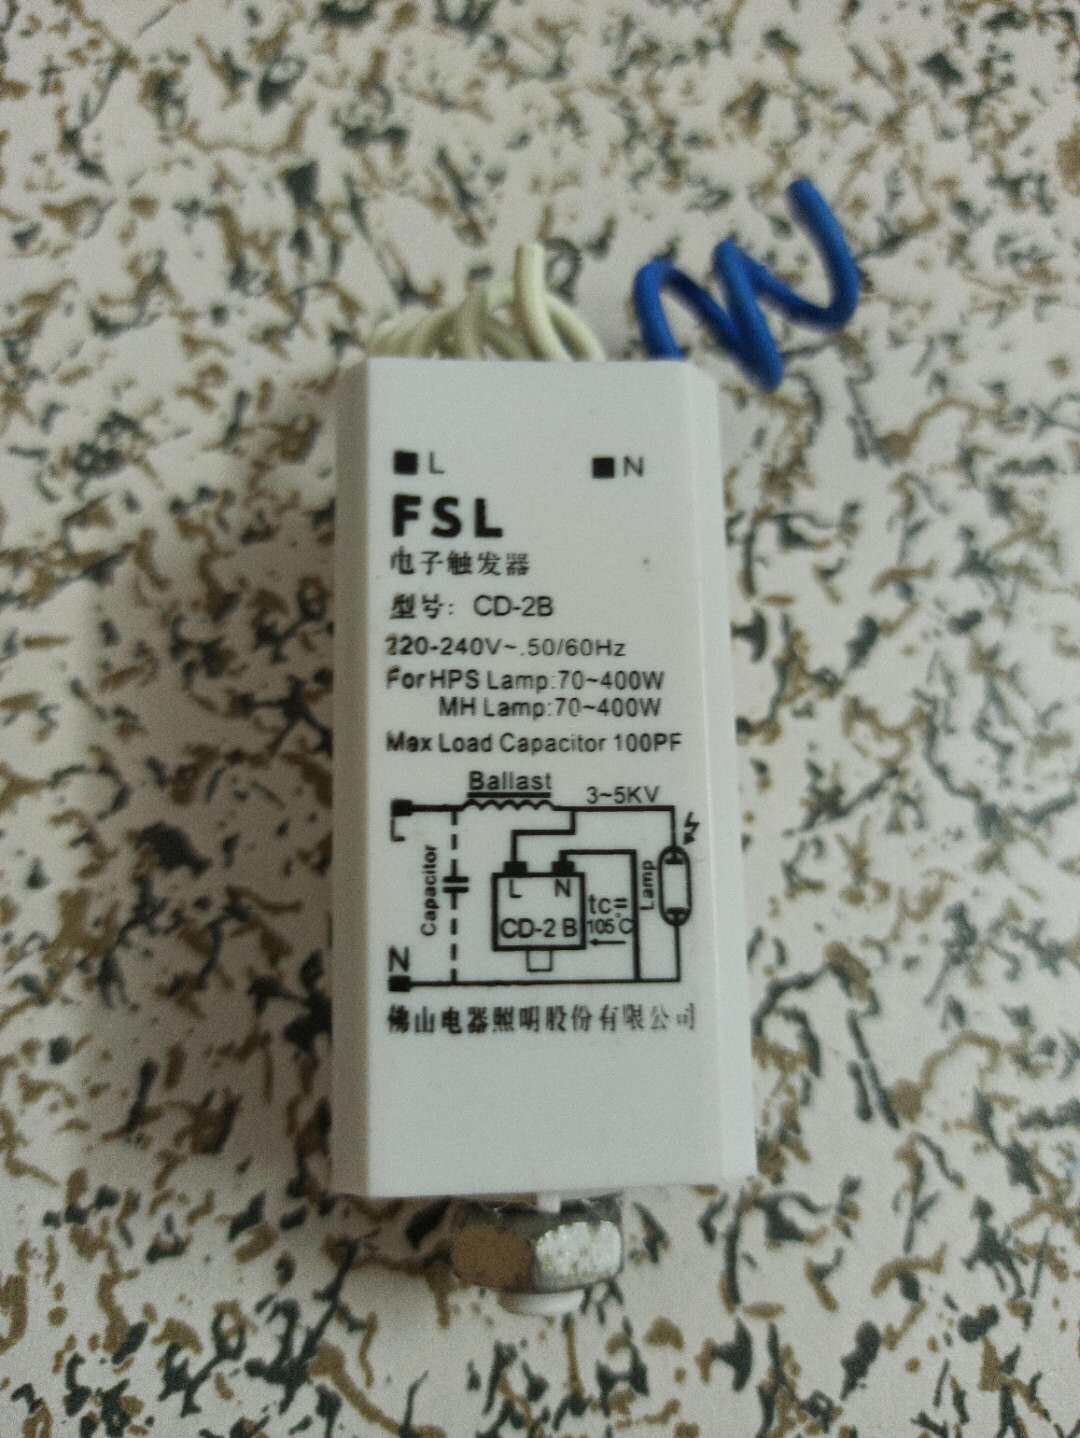 ■ L ■ N
FSL
电子触发器
型号: CD-2B
220-240V~.50/60Hz
For HPS Lamp:70~400W
MH Lamp:70~400W
Max Load Capacitor 100PF
Ballast
3~5KV
L
Capacitor
L N
CD-2 B
tc=
105℃
Lamp
N
佛山电器照明股份有限公司